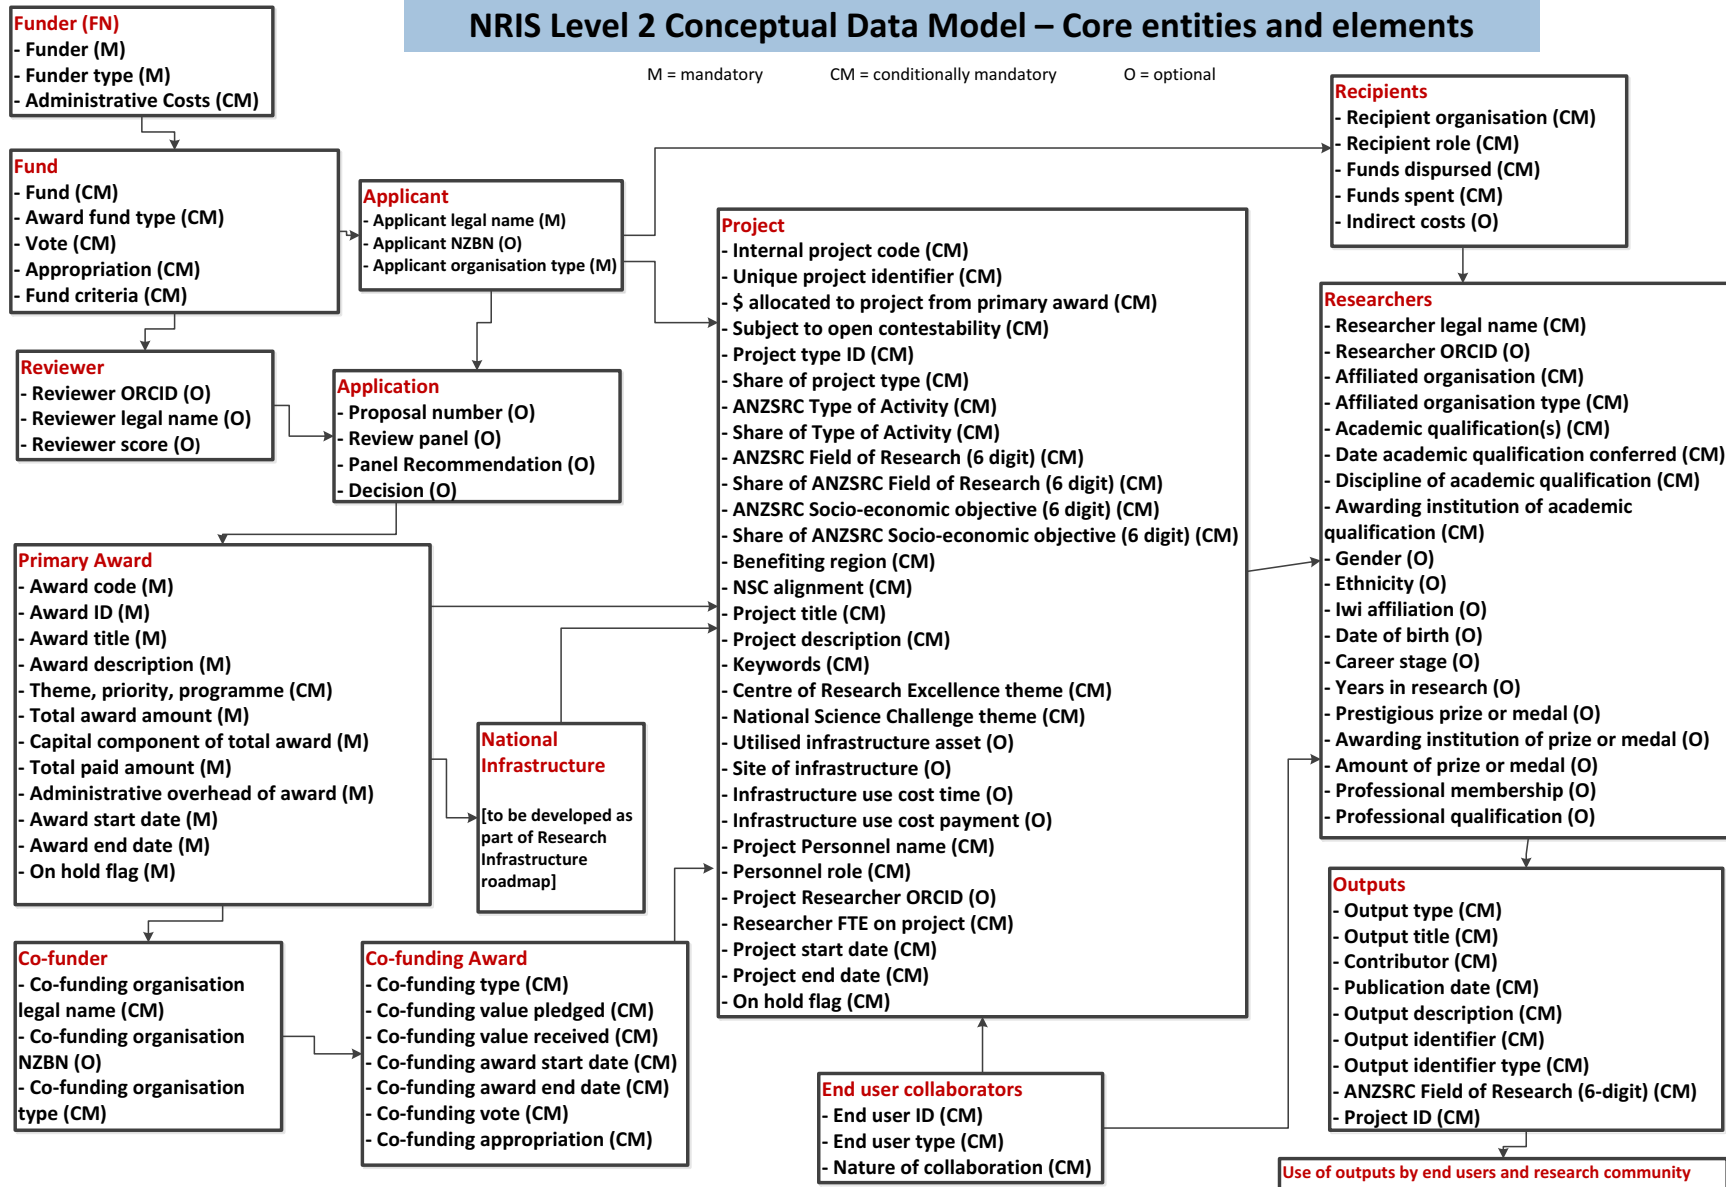 NRIS Level 2 Conceptual Data Model – Core entities and elements
M = mandatory CM = conditionally mandatory O = optional
Funder (FN)
- Funder (M)
- Funder type (M)
- Administrative Costs (CM)
Fund
- Fund (CM)
- Award fund type (CM)
- Vote (CM)
- Appropriation (CM)
- Fund criteria (CM)
Applicant
- Applicant legal name (M)
- Applicant NZBN (O)
- Applicant organisation type (M)
Reviewer
- Reviewer ORCID (O)
- Reviewer legal name (O)
- Reviewer score (O)
Application
- Proposal number (O)
- Review panel (O)
- Panel Recommendation (O)
- Decision (O)
Primary Award
- Award code (M)
- Award ID (M)
- Award title (M)
- Award description (M)
- Theme, priority, programme (CM)
- Total award amount (M)
- Capital component of total award (M)
- Total paid amount (M)
- Administrative overhead of award (M)
- Award start date (M)
- Award end date (M)
- On hold flag (M)
National
Infrastructure
[to be developed as
part of Research
Infrastructure
roadmap]
Co-funder
- Co-funding organisation
legal name (CM)
- Co-funding organisation
NZBN (O)
- Co-funding organisation
type (CM)
Co-funding Award
- Co-funding type (CM)
- Co-funding value pledged (CM)
- Co-funding value received (CM)
- Co-funding award start date (CM)
- Co-funding award end date (CM)
- Co-funding vote (CM)
- Co-funding appropriation (CM)
Project
- Internal project code (CM)
- Unique project identifier (CM)
- $ allocated to project from primary award (CM)
- Subject to open contestability (CM)
- Project type ID (CM)
- Share of project type (CM)
- ANZSRC Type of Activity (CM)
- Share of Type of Activity (CM)
- ANZSRC Field of Research (6 digit) (CM)
- Share of ANZSRC Field of Research (6 digit) (CM)
- ANZSRC Socio-economic objective (6 digit) (CM)
- Share of ANZSRC Socio-economic objective (6 digit) (CM)
- Benefiting region (CM)
- NSC alignment (CM)
- Project title (CM)
- Project description (CM)
- Keywords (CM)
- Centre of Research Excellence theme (CM)
- National Science Challenge theme (CM)
- Utilised infrastructure asset (O)
- Site of infrastructure (O)
- Infrastructure use cost time (O)
- Infrastructure use cost payment (O)
- Project Personnel name (CM)
- Personnel role (CM)
- Project Researcher ORCID (O)
- Researcher FTE on project (CM)
- Project start date (CM)
- Project end date (CM)
- On hold flag (CM)
End user collaborators
- End user ID (CM)
- End user type (CM)
- Nature of collaboration (CM)
Recipients
- Recipient organisation (CM)
- Recipient role (CM)
- Funds dispursed (CM)
- Funds spent (CM)
- Indirect costs (O)
Researchers
- Researcher legal name (CM)
- Researcher ORCID (O)
- Affiliated organisation (CM)
- Affiliated organisation type (CM)
- Academic qualification(s) (CM)
- Date academic qualification conferred (CM)
- Discipline of academic qualification (CM)
- Awarding institution of academic
qualification (CM)
- Gender (O)
- Ethnicity (O)
- Iwi affiliation (O)
- Date of birth (O)
- Career stage (O)
- Years in research (O)
- Prestigious prize or medal (O)
- Awarding institution of prize or medal (O)
- Amount of prize or medal (O)
- Professional membership (O)
- Professional qualification (O)
Outputs
- Output type (CM)
- Output title (CM)
- Contributor (CM)
- Publication date (CM)
- Output description (CM)
- Output identifier (CM)
- Output identifier type (CM)
- ANZSRC Field of Research (6-digit) (CM)
- Project ID (CM)
Use of outputs by end users and research community